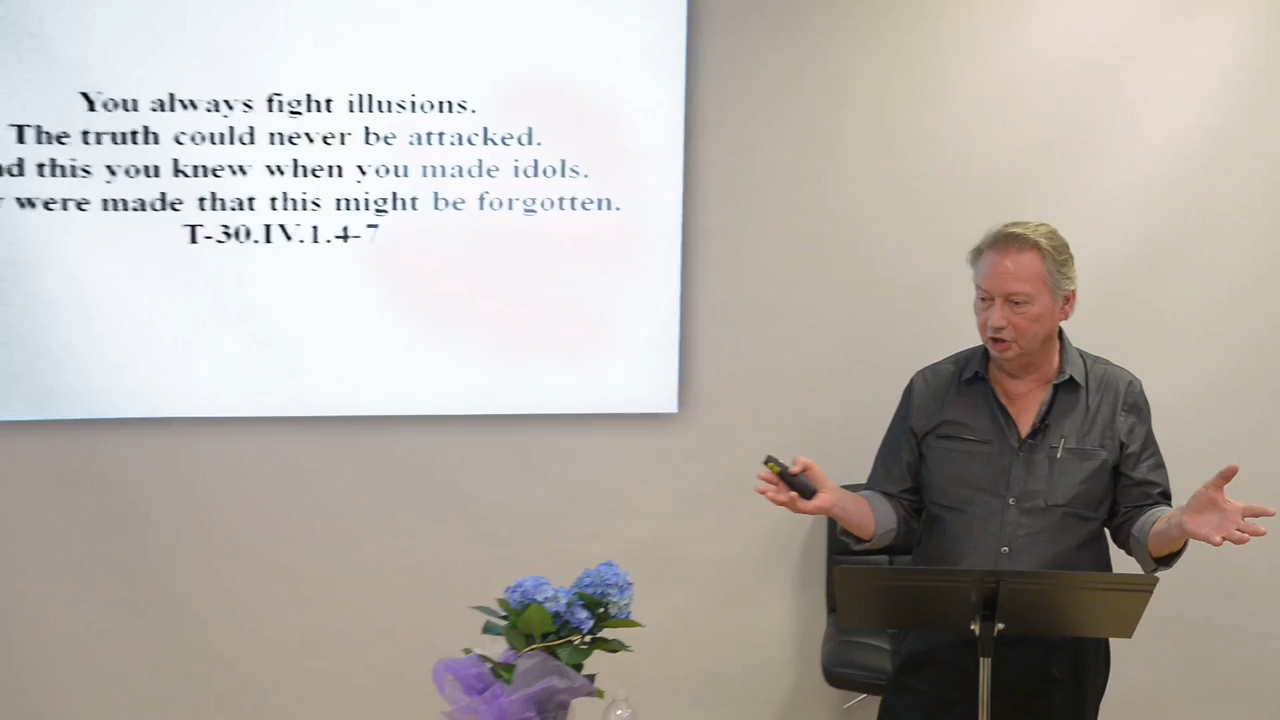 You always fight illusions.
The truth could never be attacked.
d this you knew when you made idols.
were made that this might be forgotten.
T-30.IV.1.4-7